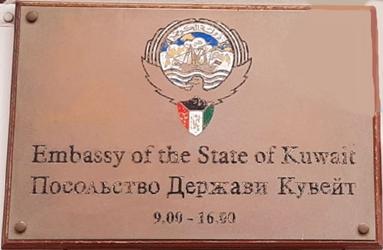 Embassy of the State of Kuwait
Посольство Держави Кувейт
9.00 - 16.00